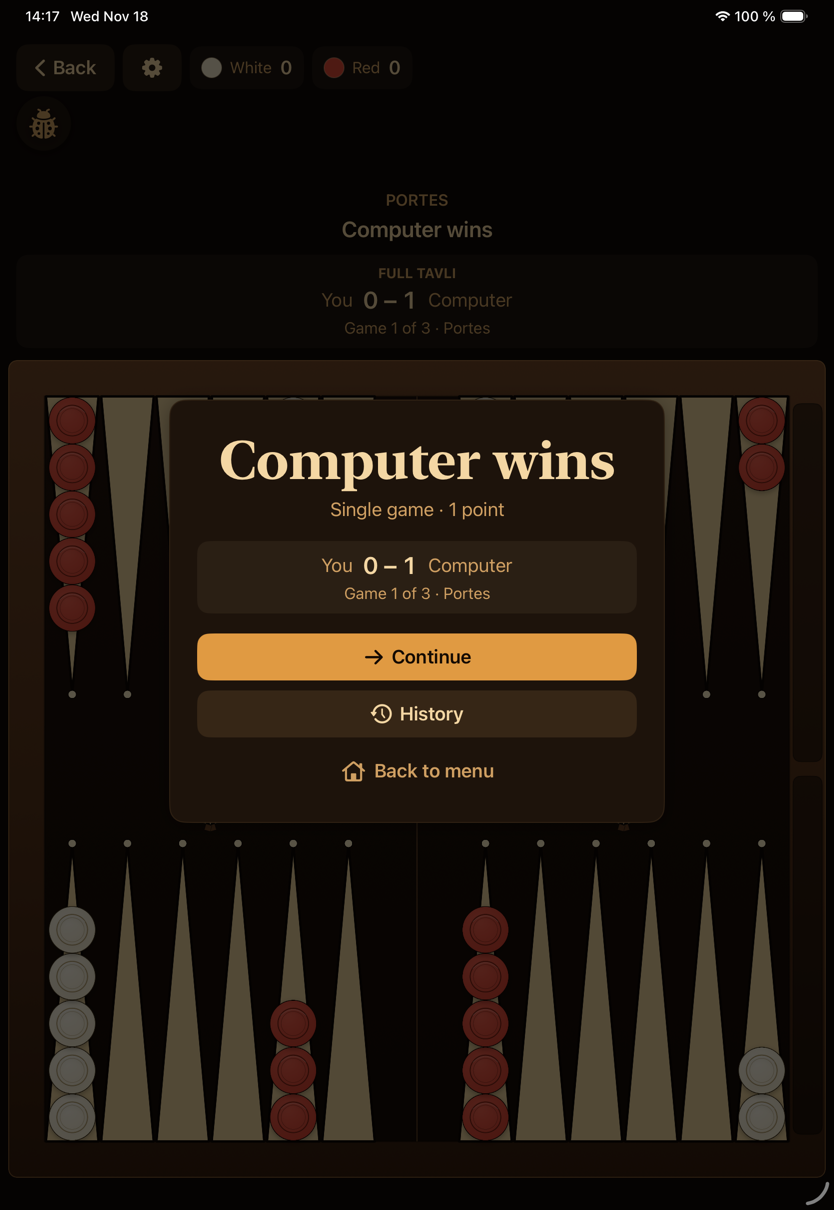 14:17 Wed Nov 18 100 %
Back White 0 Red 0
PORTES
Computer wins
FULL TAVLI
You 0 – 1 Computer
Game 1 of 3 · Portes
Computer wins
Single game · 1 point
You 0 – 1 Computer
Game 1 of 3 · Portes
Continue
History
Back to menu